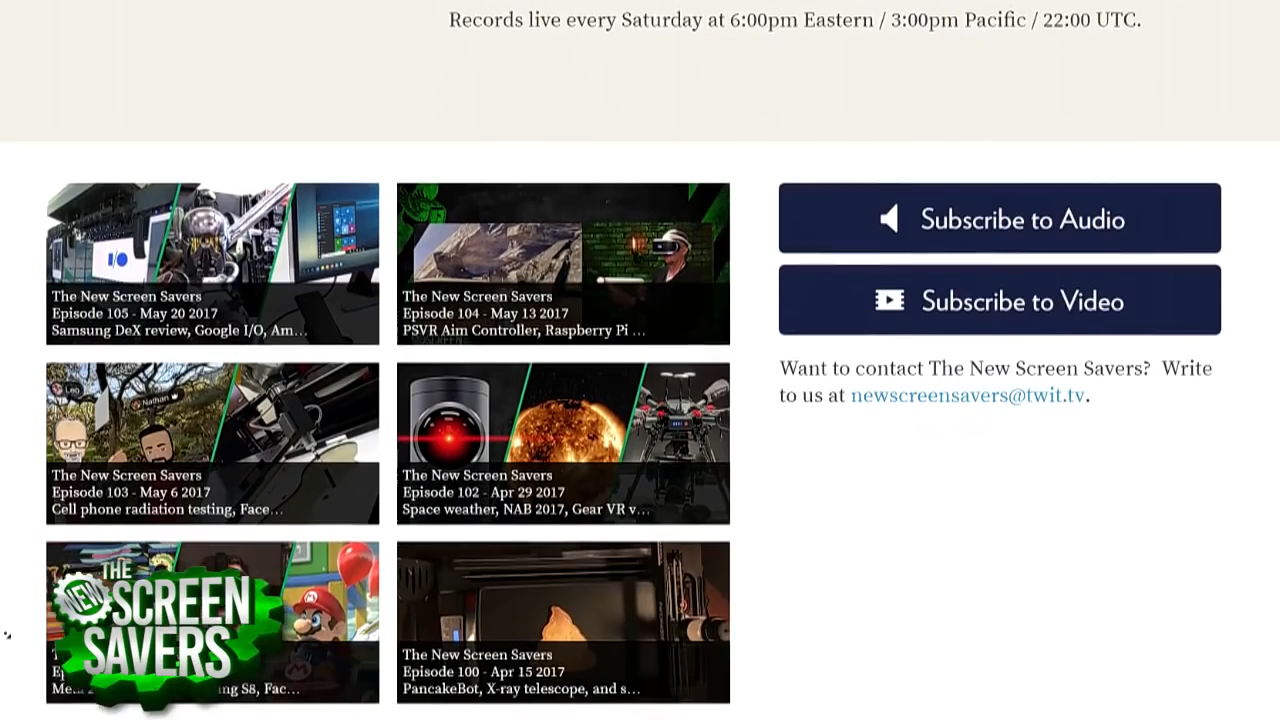 Records live every Saturday at 6:00pm Eastern / 3:00pm Pacific / 22:00 UTC.
I/O
The New Screen Savers
Episode 105 - May 20 2017
Samsung DeX review, Google I/O, Am...
The New Screen Savers
Episode 104 - May 13 2017
PSVR Aim Controller, Raspberry Pi ...
Subscribe to Audio
Subscribe to Video
Want to contact The New Screen Savers? Write
to us at newscreensavers@twit.tv.
Leo
Nathan
The New Screen Savers
Episode 103 - May 6 2017
Cell phone radiation testing, Face...
The New Screen Savers
Episode 102 - Apr 29 2017
Space weather, NAB 2017, Gear VR v...
THE
NEW SCREEN
SAVERS
S8, Fac...
The New Screen Savers
Episode 100 - Apr 15 2017
PancakeBot, X-ray telescope, and s...